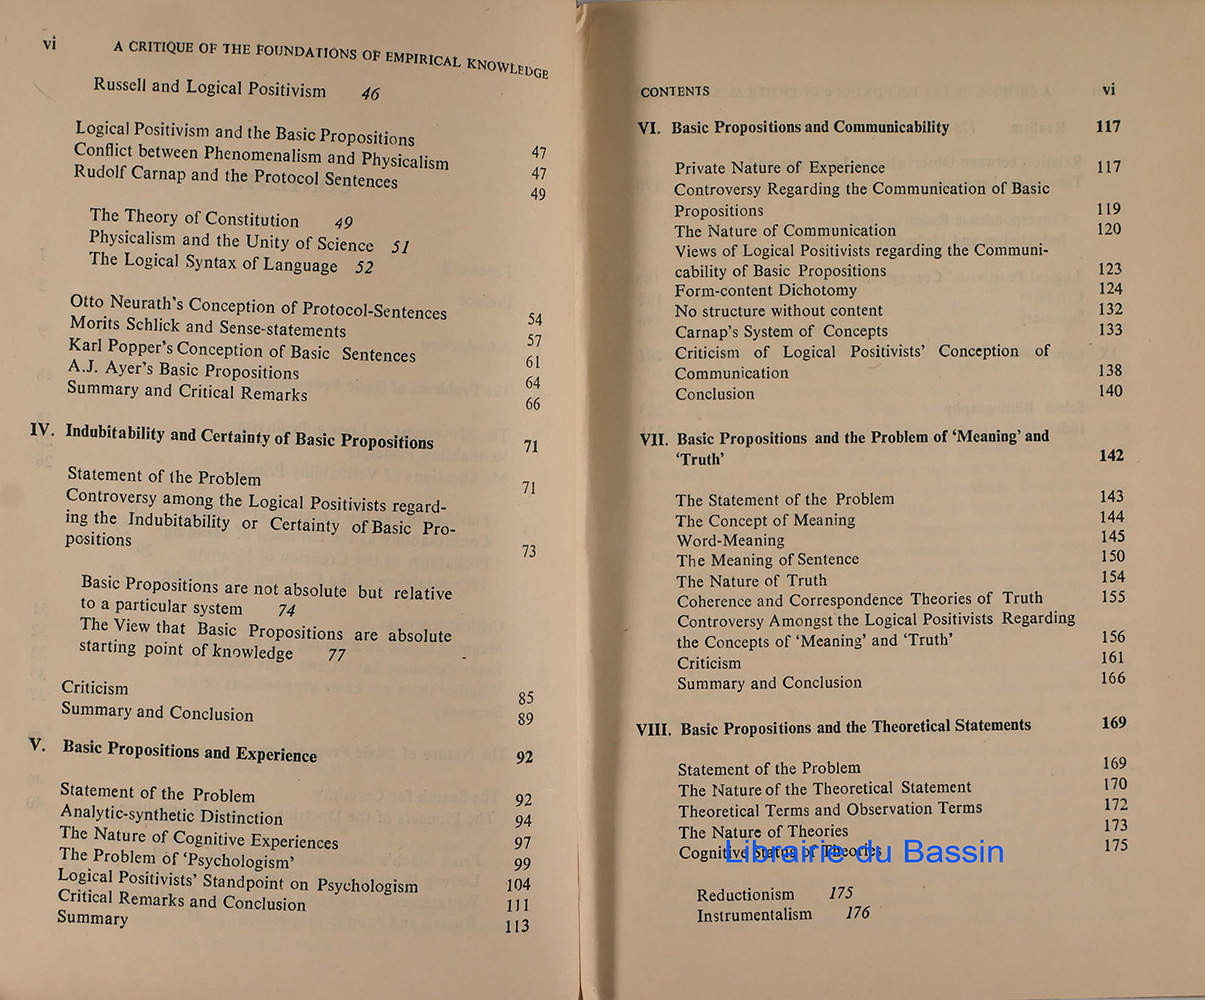 vi A CRITIQUE OF THE FOUNDATIONS OF EMPIRICAL KNOWLEDGE
Russell and Logical Positivism 46
Logical Positivism and the Basic Propositions 47
Conflict between Phenomenalism and Physicalism 47
Rudolf Carnap and the Protocol Sentences 49
The Theory of Constitution 49
Physicalism and the Unity of Science 51
The Logical Syntax of Language 52
Otto Neurath's Conception of Protocol-Sentences 54
Morits Schlick and Sense-statements 57
Karl Popper's Conception of Basic Sentences 61
A.J. Ayer's Basic Propositions 64
Summary and Critical Remarks 66
IV. Indubitability and Certainty of Basic Propositions 71
Statement of the Problem 71
Controversy among the Logical Positivists regard-
ing the Indubitability or Certainty of Basic Pro-
positions 73
Basic Propositions are not absolute but relative
to a particular system 74
The View that Basic Propositions are absolute
starting point of knowledge 77
Criticism 85
Summary and Conclusion 89
V. Basic Propositions and Experience 92
Statement of the Problem 92
Analytic-synthetic Distinction 94
The Nature of Cognitive Experiences 97
The Problem of 'Psychologism' 99
Logical Positivists' Standpoint on Psychologism 104
Critical Remarks and Conclusion 111
Summary 113
CONTENTS vi
VI. Basic Propositions and Communicability 117
Private Nature of Experience 117
Controversy Regarding the Communication of Basic
Propositions 119
The Nature of Communication 120
Views of Logical Positivists regarding the Communi-
cability of Basic Propositions 123
Form-content Dichotomy 124
No structure without content 132
Carnap's System of Concepts 133
Criticism of Logical Positivists' Conception of
Communication 138
Conclusion 140
VII. Basic Propositions and the Problem of 'Meaning' and
'Truth' 142
The Statement of the Problem 143
The Concept of Meaning 144
Word-Meaning 145
The Meaning of Sentence 150
The Nature of Truth 154
Coherence and Correspondence Theories of Truth 155
Controversy Amongst the Logical Positivists Regarding
the Concepts of 'Meaning' and 'Truth' 156
Criticism 161
Summary and Conclusion 166
VIII. Basic Propositions and the Theoretical Statements 169
Statement of the Problem 169
The Nature of the Theoretical Statement 170
Theoretical Terms and Observation Terms 172
The Nature of Theories 173
Cognitive Status of Theories 175
Librairie du Bassin
Reductionism 175
Instrumentalism 176